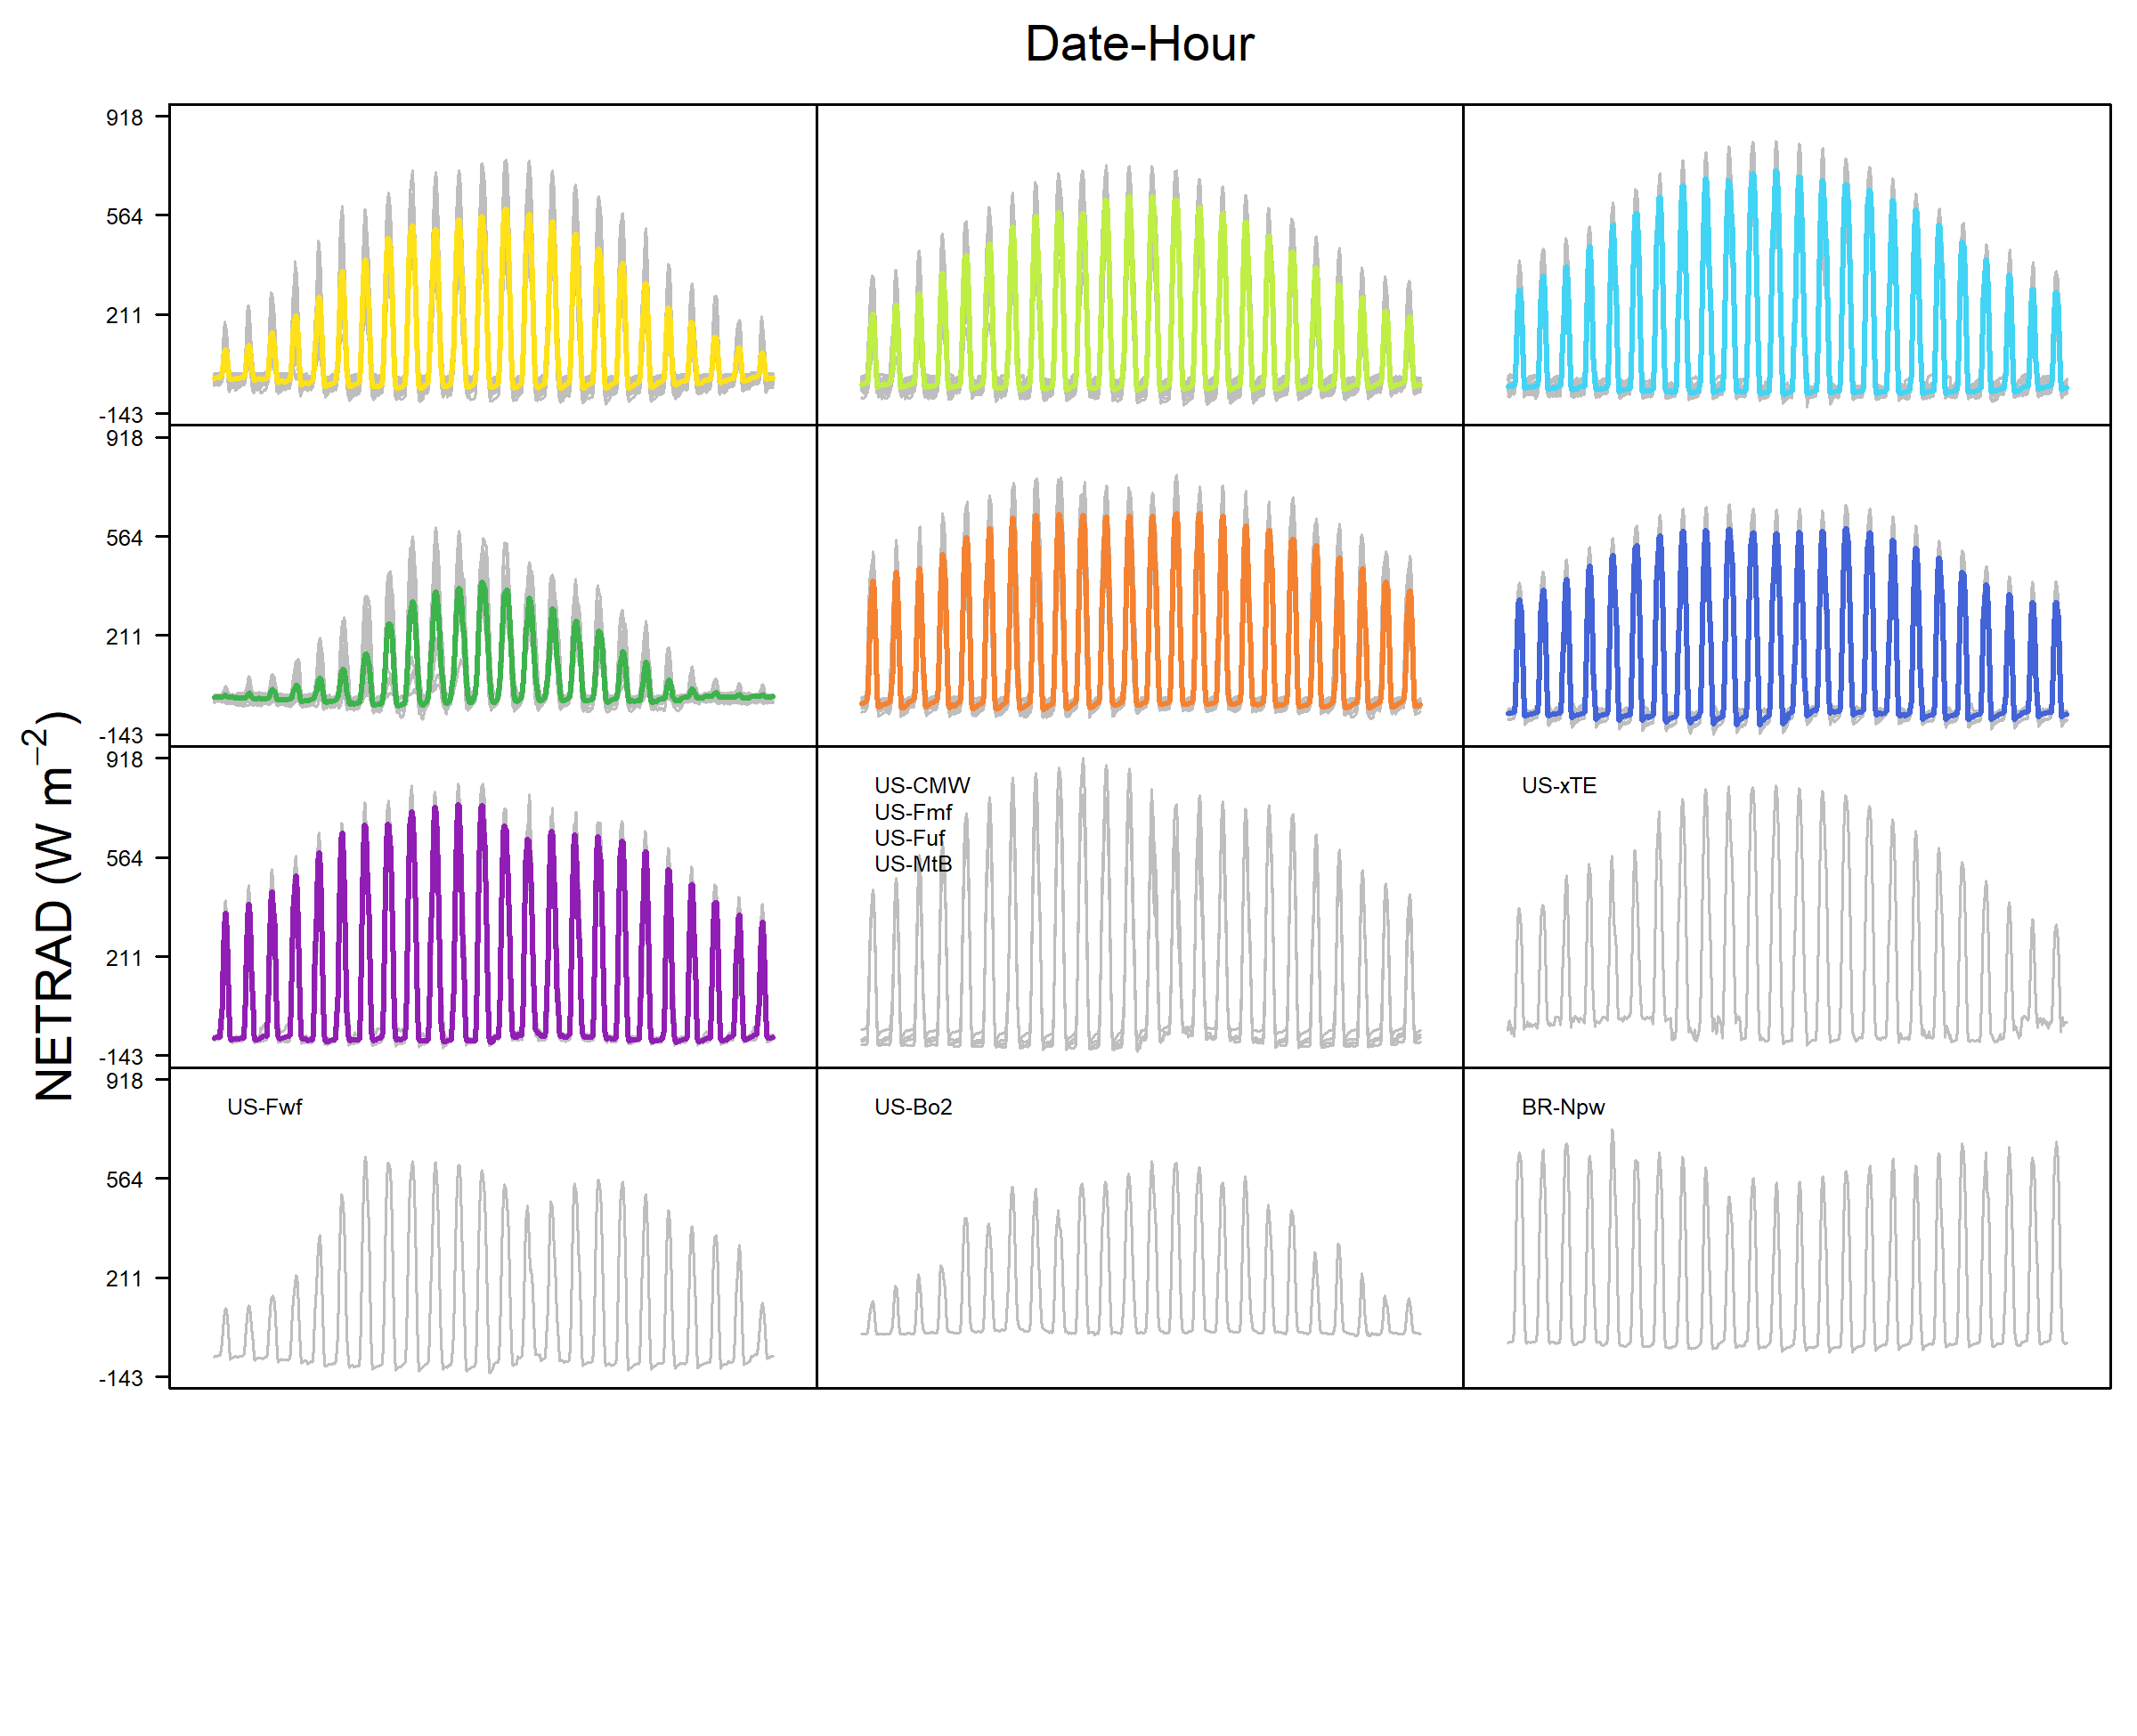 Date-Hour
NETRAD (W m−2)
918
564
211
-143
918
564
211
-143
918
564
211
-143
US-CMW
US-Fmf
US-Fuf
US-MtB
US-xTE
918
564
211
-143
US-Fwf
US-Bo2
BR-Npw